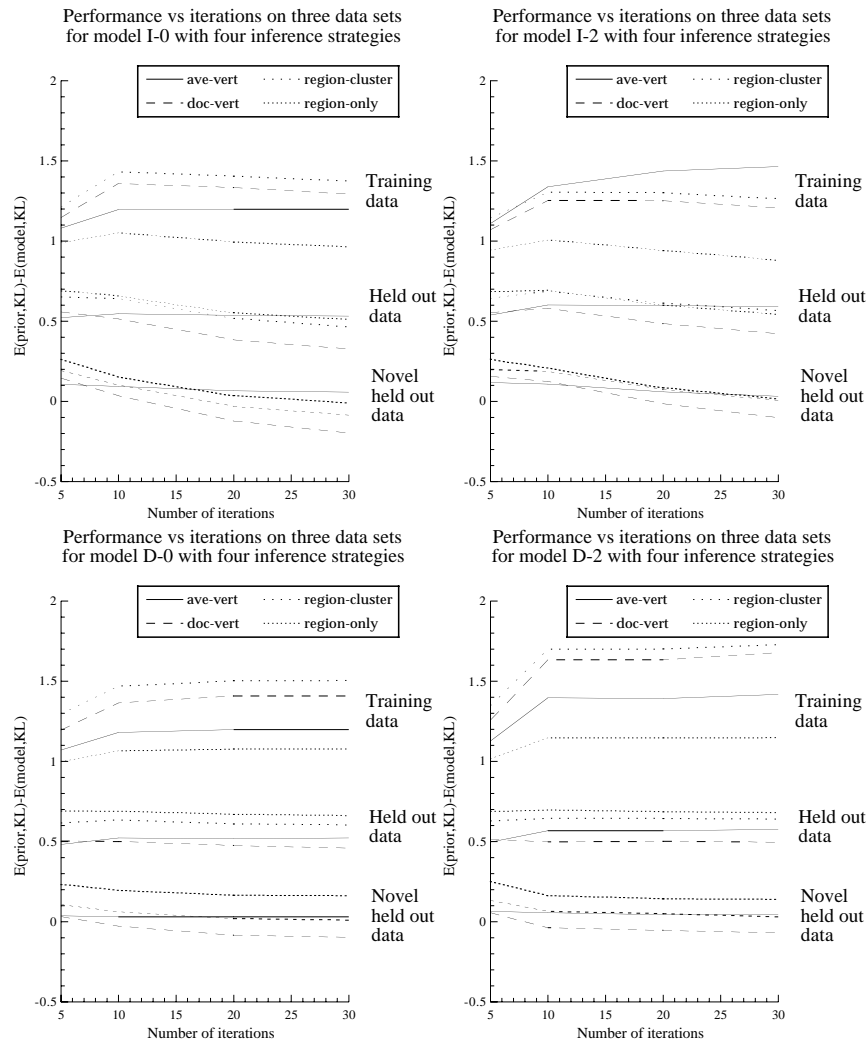 Performance vs iterations on three data sets
for model I-0 with four inference strategies
ave-vert
region-cluster
doc-vert
region-only
2
1.5
1
0.5
0
-0.5
E(prior,KL)-E(model,KL)
Training
data
Held out
data
Novel
held out
data
5 10 15 20 25 30
Number of iterations
Performance vs iterations on three data sets
for model I-2 with four inference strategies
ave-vert
region-cluster
doc-vert
region-only
2
1.5
1
0.5
0
-0.5
E(prior,KL)-E(model,KL)
Training
data
Held out
data
Novel
held out
data
5 10 15 20 25 30
Number of iterations
Performance vs iterations on three data sets
for model D-0 with four inference strategies
ave-vert
region-cluster
doc-vert
region-only
2
1.5
1
0.5
0
-0.5
E(prior,KL)-E(model,KL)
Training
data
Held out
data
Novel
held out
data
5 10 15 20 25 30
Number of iterations
Performance vs iterations on three data sets
for model D-2 with four inference strategies
ave-vert
region-cluster
doc-vert
region-only
2
1.5
1
0.5
0
-0.5
E(prior,KL)-E(model,KL)
Training
data
Held out
data
Novel
held out
data
5 10 15 20 25 30
Number of iterations